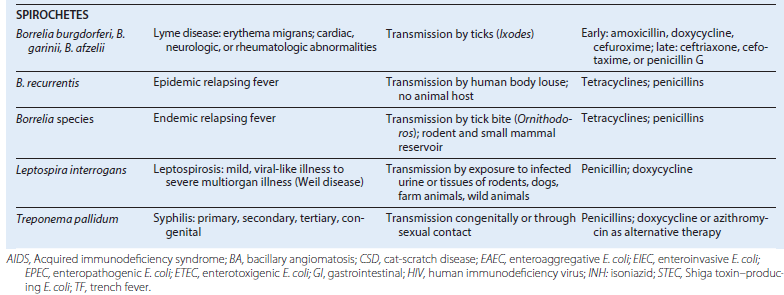 SPIROCHETES
Borrelia burgdorferi, B. garinii, B. afzelii
Lyme disease: erythema migrans; cardiac, neurologic, or rheumatologic abnormalities
Transmission by ticks (Ixodes)
Early: amoxicillin, doxycycline, cefuroxime; late: ceftriaxone, cefotaxime, or penicillin G
B. recurrentis
Epidemic relapsing fever
Transmission by human body louse; no animal host
Tetracyclines; penicillins
Borrelia species
Endemic relapsing fever
Transmission by tick bite (Ornithodoros); rodent and small mammal reservoir
Tetracyclines; penicillins
Leptospira interrogans
Leptospirosis: mild, viral-like illness to severe multiorgan illness (Weil disease)
Transmission by exposure to infected urine or tissues of rodents, dogs, farm animals, wild animals
Penicillin; doxycycline
Treponema pallidum
Syphilis: primary, secondary, tertiary, congenital
Transmission congenitally or through sexual contact
Penicillins; doxycycline or azithromycin as alternative therapy
AIDS, Acquired immunodeficiency syndrome; BA, bacillary angiomatosis; CSD, cat-scratch disease; EAEC, enteroaggregative E. coli; EIEC, enteroinvasive E. coli;
EPEC, enteropathogenic E. coli; ETEC, enterotoxigenic E. coli; GI, gastrointestinal; HIV, human immunodeficiency virus; INH: isoniazid; STEC, Shiga toxin–produc-
ing E. coli; TF, trench fever.